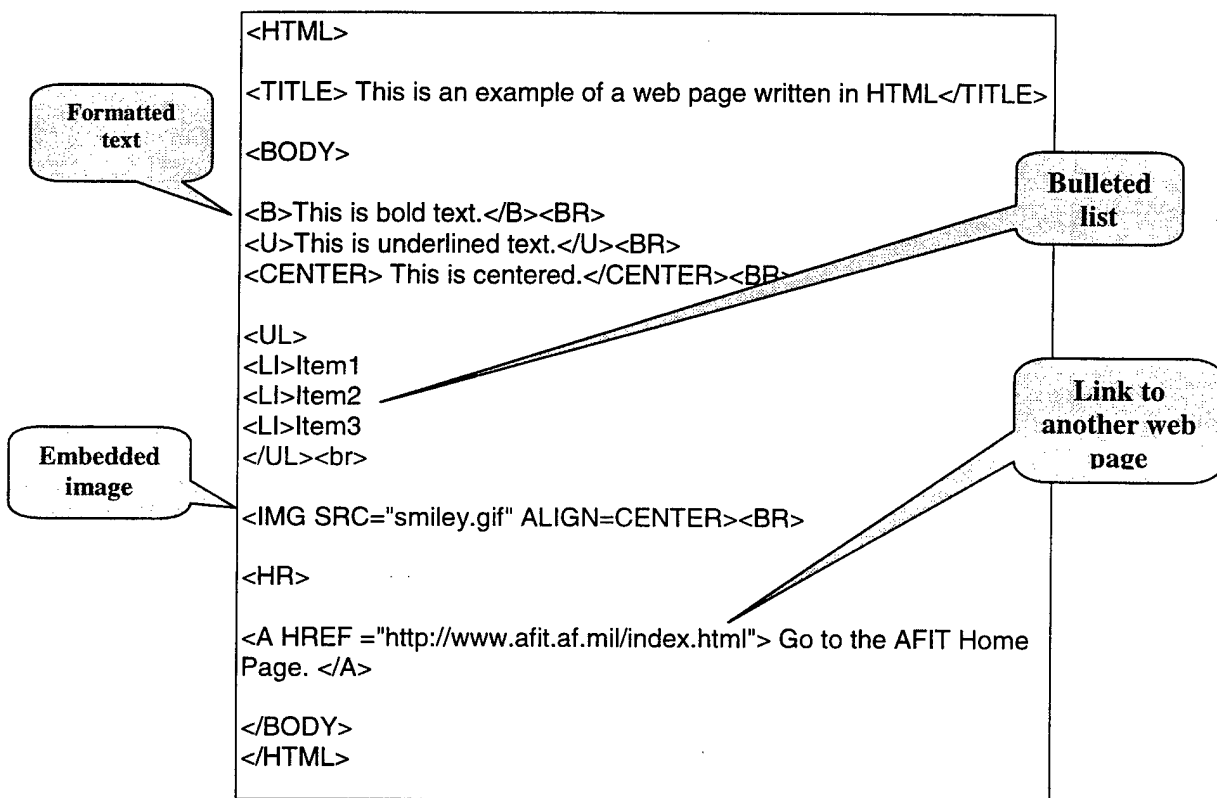 <HTML>
<TITLE> This is an example of a web page written in HTML</TITLE>
Formatted
text
<BODY>
Bulleted
list
<B>This is bold text.</B><BR>
<U>This is underlined text.</U><BR>
<CENTER> This is centered.</CENTER><BR>
<UL>
<LI>Item1
<LI>Item2
<LI>Item3
</UL><br>
Link to
another web
page
Embedded
image
<IMG SRC="smiley.gif" ALIGN=CENTER><BR>
<HR>
<A HREF ="http://www.afit.af.mil/index.html"> Go to the AFIT Home
Page. </A>
</BODY>
</HTML>